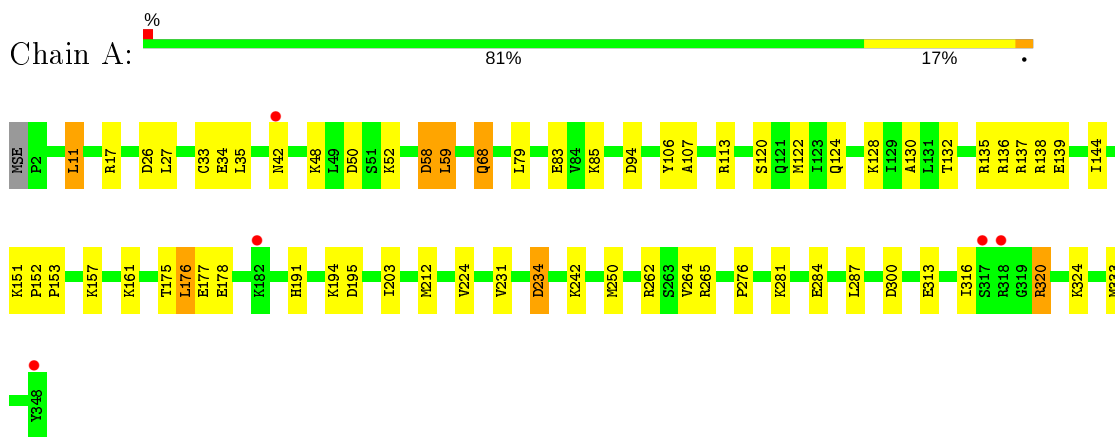 %
Chain A:
81% 17% •
MSE P2 L11 R17 D26 L27 C33 E34 L35 N42 K48 L49 D50 S51 K52 D58 L59 Q68 L79 E83 V84 K85 D94 Y106 A107 R113 S120 Q121 M122 I123 Q124 K128 I129 A130 L131 T132 R135 R136 R137 R138 E139 I144
K151 P152 P153 K157 K161 T175 L176 E177 E178 K182 H191 K194 D195 I203 M212 V224 V231 D234 K242 M250 R262 S263 V264 R265 P276 K281 E284 L287 D300 E313 I316 S317 R318 G319 R320 K324 M333
Y348